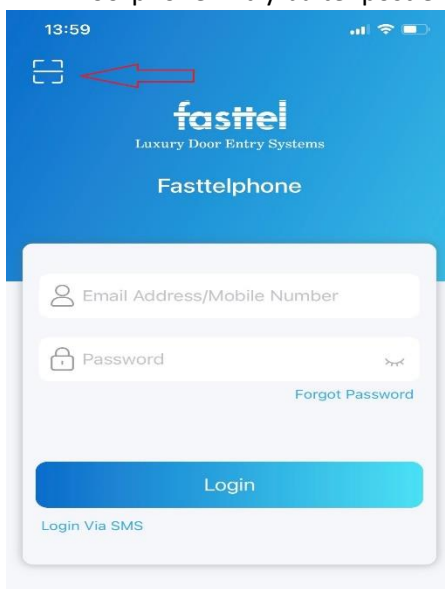 13:59
fasttel
Luxury Door Entry Systems
Fasttelphone
Email Address/Mobile Number
Password
Forgot Password
Login
Login Via SMS